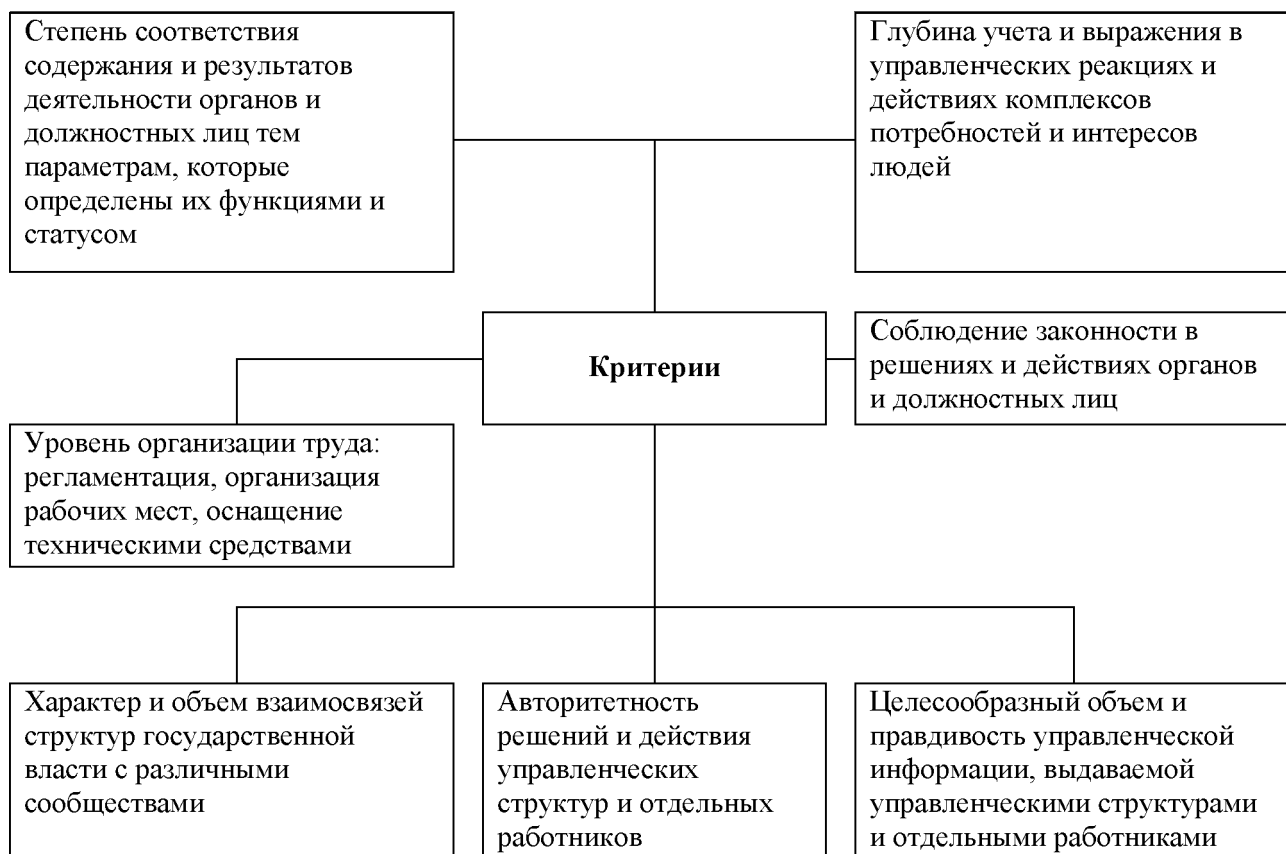 Степень соответствия
содержания и результатов
деятельности органов и
должностных лиц тем
параметрам, которые
определены их функциями и
статусом
Глубина учета и выражения в
управленческих реакциях и
действиях комплексов
потребностей и интересов
людей
Критерии
Соблюдение законности в
решениях и действиях органов
и должностных лиц
Уровень организации труда:
регламентация, организация
рабочих мест, оснащение
техническими средствами
Характер и объем взаимосвязей
структур государственной
власти с различными
сообществами
Авторитетность
решений и действия
управленческих
структур и отдельных
работников
Целесообразный объем и
правдивость управленческой
информации, выдаваемой
управленческими структурами
и отдельными работниками